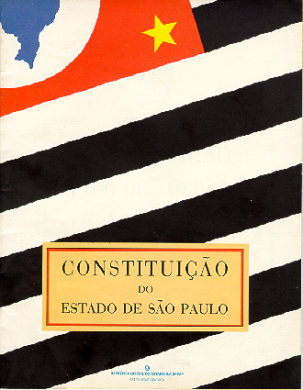 CONSTITUIÇÃO
DO
ESTADO DE SÃO PAULO